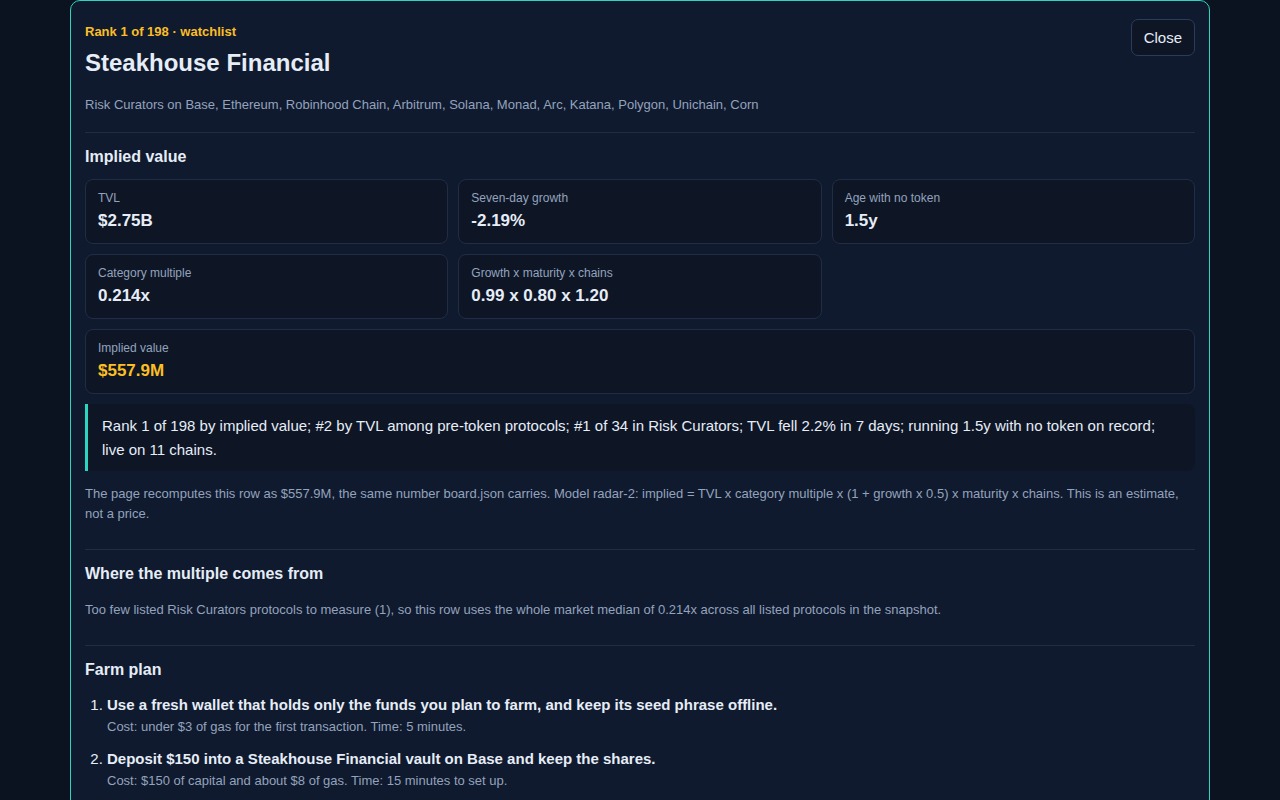 Rank 1 of 198 · watchlist
Close
Steakhouse Financial
Risk Curators on Base, Ethereum, Robinhood Chain, Arbitrum, Solana, Monad, Arc, Katana, Polygon, Unichain, Corn
Implied value
TVL
$2.75B
Seven-day growth
-2.19%
Age with no token
1.5y
Category multiple
0.214x
Growth x maturity x chains
0.99 x 0.80 x 1.20
Implied value
$557.9M
Rank 1 of 198 by implied value; #2 by TVL among pre-token protocols; #1 of 34 in Risk Curators; TVL fell 2.2% in 7 days; running 1.5y with no token on record;
live on 11 chains.
The page recomputes this row as $557.9M, the same number board.json carries. Model radar-2: implied = TVL x category multiple x (1 + growth x 0.5) x maturity x chains. This is an estimate,
not a price.
Where the multiple comes from
Too few listed Risk Curators protocols to measure (1), so this row uses the whole market median of 0.214x across all listed protocols in the snapshot.
Farm plan
1. Use a fresh wallet that holds only the funds you plan to farm, and keep its seed phrase offline.
Cost: under $3 of gas for the first transaction. Time: 5 minutes.
2. Deposit $150 into a Steakhouse Financial vault on Base and keep the shares.
Cost: $150 of capital and about $8 of gas. Time: 15 minutes to set up.